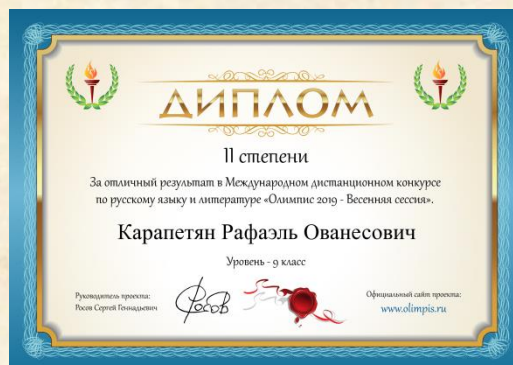 ДИПЛОМ
II степени
За отличный результат в Международном дистанционном конкурсе
по русскому языку и литературе «Олимпис 2019 - Весенняя сессия».
Карапетян Рафаэль Ованесович
Уровень - 9 класс
Руководитель проекта:
Росов Сергей Геннадьевич
Росов
Официальный сайт проекта:
www.olimpis.ru